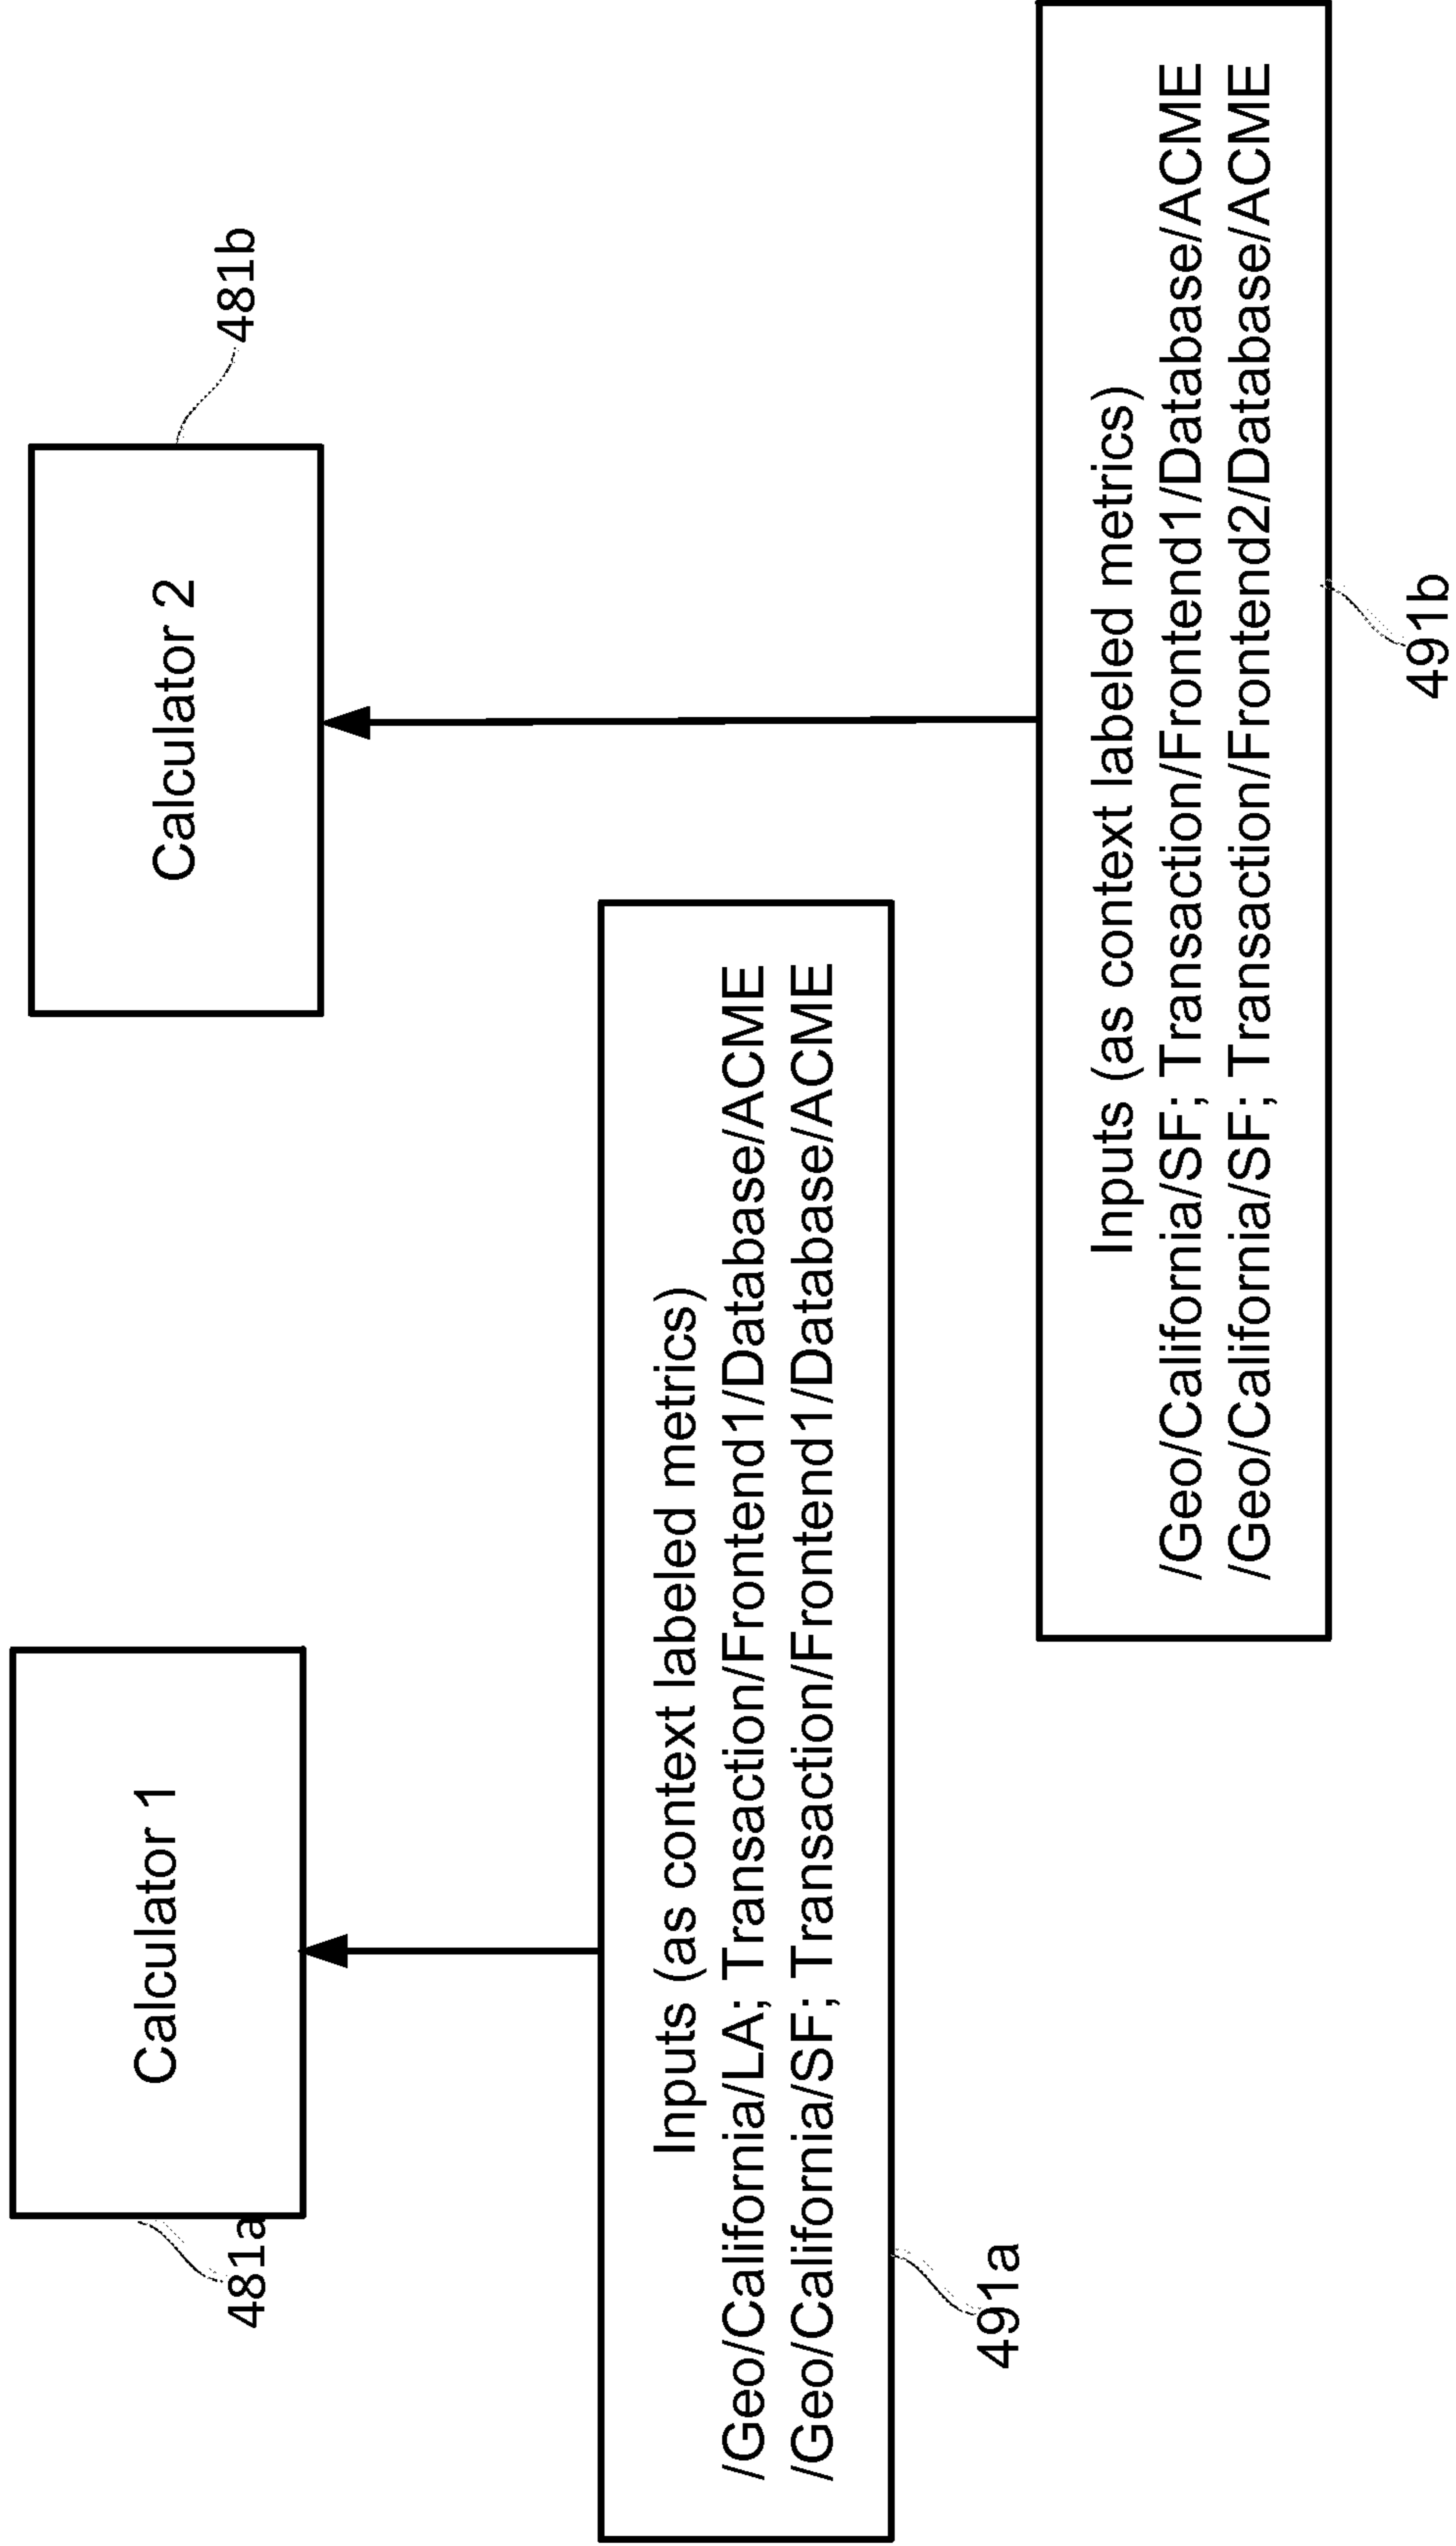 Calculator 1
481a
Calculator 2
481b
Inputs (as context labeled metrics)
/Geo/California/LA; Transaction/Frontend1/Database/ACME
/Geo/California/SF; Transaction/Frontend1/Database/ACME
491a
Inputs (as context labeled metrics)
/Geo/California/SF; Transaction/Frontend1/Database/ACME
/Geo/California/SF; Transaction/Frontend2/Database/ACME
491b